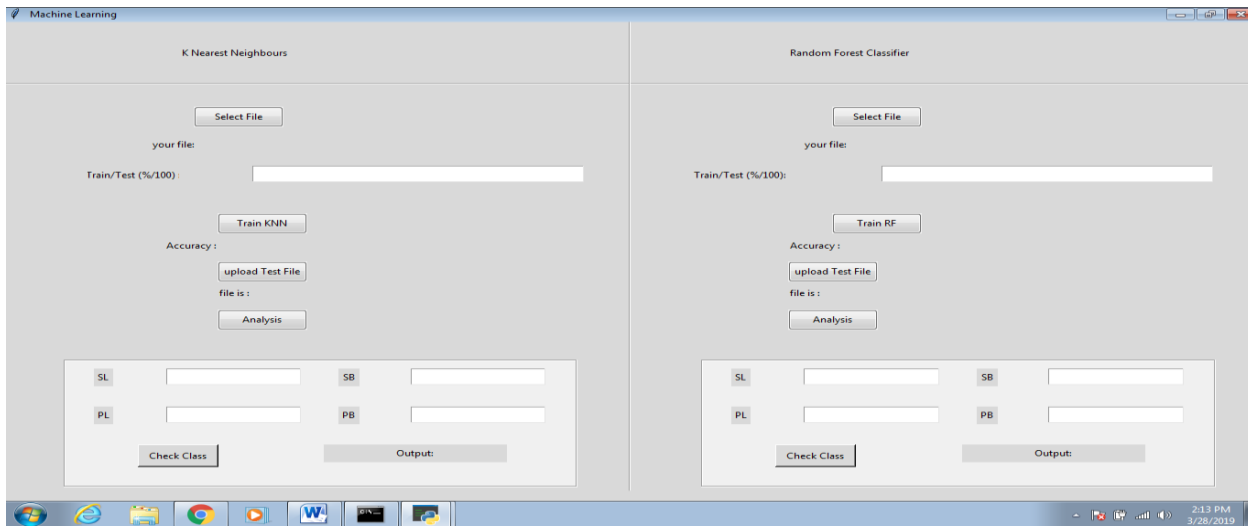 Machine Learning
K Nearest Neighbours
Select File
your file:
Train/Test (%/100) :
Train KNN
Accuracy :
upload Test File
file is :
Analysis
SL
SB
PL
PB
Check Class
Output:
Random Forest Classifier
Select File
your file:
Train/Test (%/100):
Train RF
Accuracy :
upload Test File
file is :
Analysis
SL
SB
PL
PB
Check Class
Output:
2:13 PM
3/28/2019